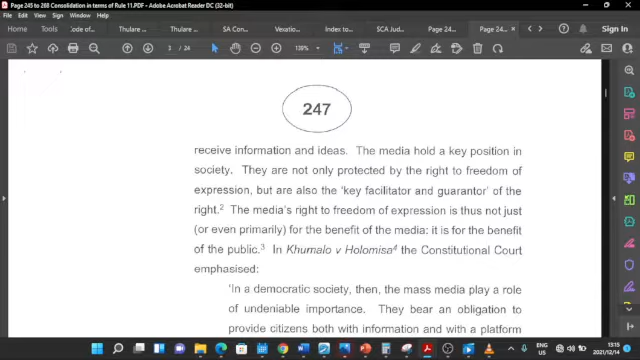 Page 245 to 268 Consolidation in terms of Rule 11.PDF - Adobe Acrobat Reader DC (32-bit)
File Edit View Sign Window Help
Home Tools
ode of...
Thulare ...
Thulare ...
SA Con...
Vexatio...
Index to...
SCA Jud...
Page 24...
Page 24...
Sign In
3 / 24
138%
247
receive information and ideas. The media hold a key position in
society. They are not only protected by the right to freedom of
expression, but are also the ‘key facilitator and guarantor’ of the
right.2 The media's right to freedom of expression is thus not just
(or even primarily) for the benefit of the media: it is for the benefit
of the public.3 In Khumalo v Holomisa4 the Constitutional Court
emphasised:
‘In a democratic society, then, the mass media play a role
of undeniable importance. They bear an obligation to
provide citizens both with information and with a platform
ENG
US
13:15
2021/12/14